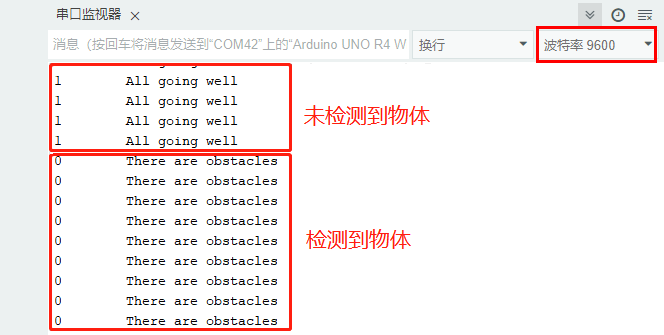 串口监视器
消息（按回车将消息发送到“COM42”上的“Arduino UNO R4 W
换行
波特率 9600
1 All going well
1 All going well
1 All going well
1 All going well
未检测到物体
0 There are obstacles
0 There are obstacles
0 There are obstacles
0 There are obstacles
0 There are obstacles
0 There are obstacles
0 There are obstacles
0 There are obstacles
0 There are obstacles
检测到物体